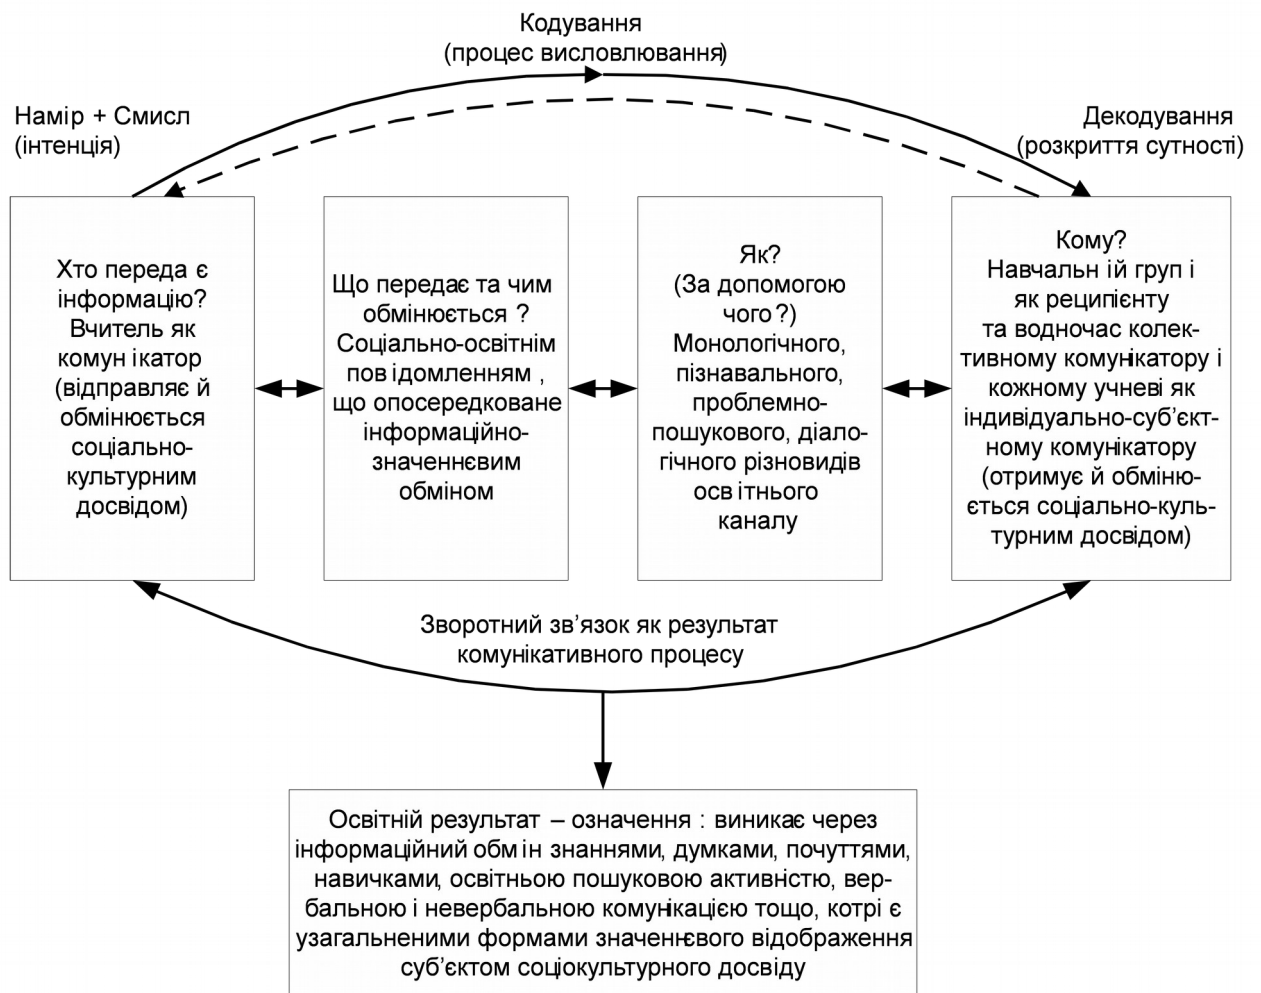 Кодування
(процес висловлювання)
Намір + Смисл
(інтенція)
Декодування
(розкриття сутності)
Хто переда є
інформацію?
Вчитель як
комун ікатор
(відправляє й
обмінюється
соціально-
культурним
досвідом)
Що передає та чим
обмінюється ?
Соціально-освітнім
пов ідомленням ,
що опосередковане
інформаційно-
значеннєвим
обміном
Як?
(За допомогою
чого ?)
Монологічного,
пізнавального,
проблемно-
пошукового, діало-
гічного різновидів
осв ітнього
каналу
Кому?
Навчальн ій груп і
як реципієнту
та водночас колек-
тивному комунікатору і
кожному учневі як
індивідуально-суб’єкт-
ному комунікатору
(отримує й обміню-
ється соціально-куль-
турним досвідом)
Зворотний зв’язок як результат
комунікативного процесу
Освітній результат – означення : виникає через
інформаційний обм ін знаннями, думками, почуттями,
навичками, освітньою пошуковою активністю, вер-
бальною і невербальною комунікацією тощо, котрі є
узагальненими формами значеннєвого відображення
суб’єктом соціокультурного досвіду